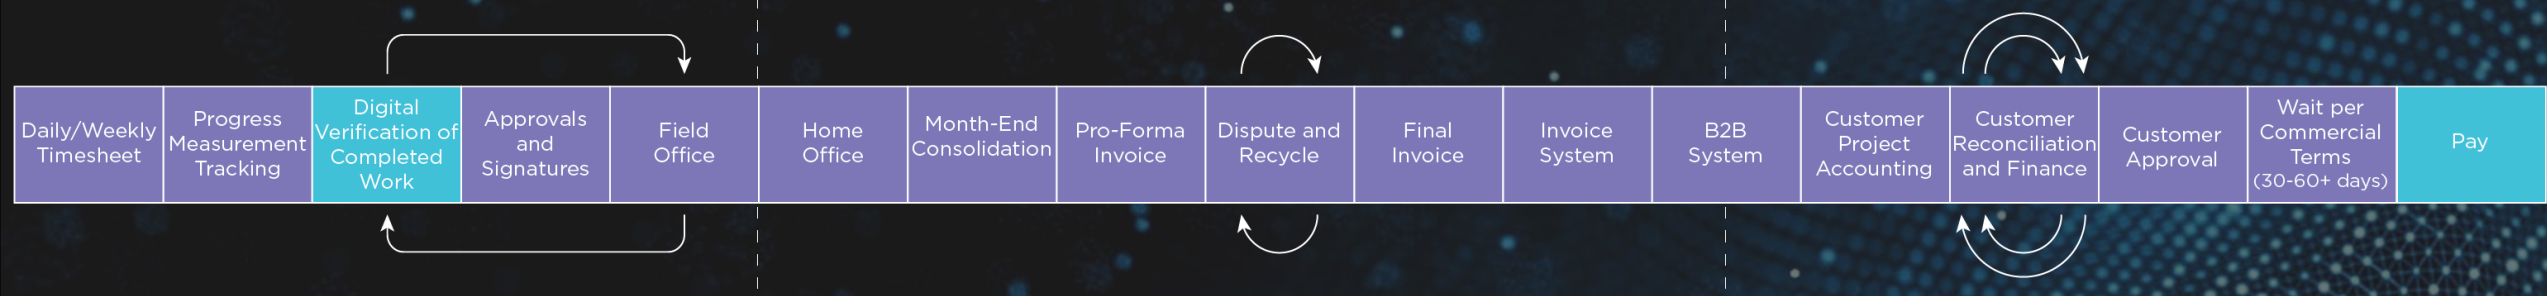 Daily/Weekly
Timesheet
Progress
Measurement
Tracking
Digital
Verification of
Completed
Work
Approvals
and
Signatures
Field
Office
Home
Office
Month-End
Consolidation
Pro-Forma
Invoice
Dispute and
Recycle
Final
Invoice
Invoice
System
B2B
System
Customer
Project
Accounting
Customer
Reconciliation
and Finance
Customer
Approval
Wait per
Commercial
Terms
(30-60+ days)
Pay